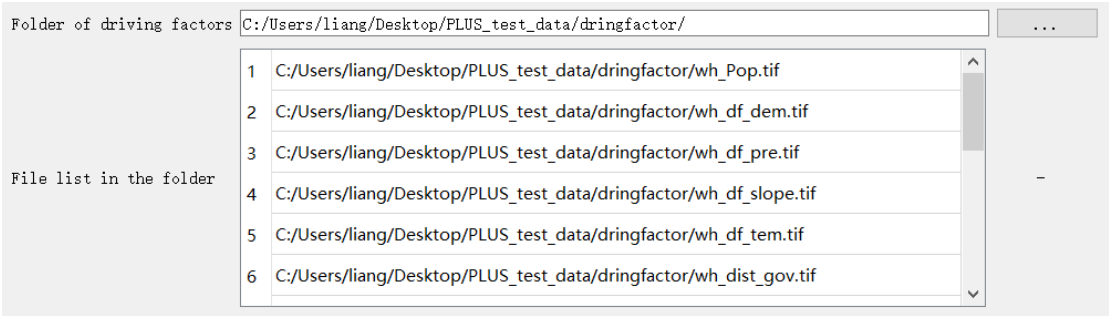 Folder of driving factors C:/Users/liang/Desktop/PLUS_test_data/dringfactor/ ...
1 C:/Users/liang/Desktop/PLUS_test_data/dringfactor/wh_Pop.tif
2 C:/Users/liang/Desktop/PLUS_test_data/dringfactor/wh_df_dem.tif
3 C:/Users/liang/Desktop/PLUS_test_data/dringfactor/wh_df_pre.tif
File list in the folder -
4 C:/Users/liang/Desktop/PLUS_test_data/dringfactor/wh_df_slope.tif
5 C:/Users/liang/Desktop/PLUS_test_data/dringfactor/wh_df_tem.tif
6 C:/Users/liang/Desktop/PLUS_test_data/dringfactor/wh_dist_gov.tif